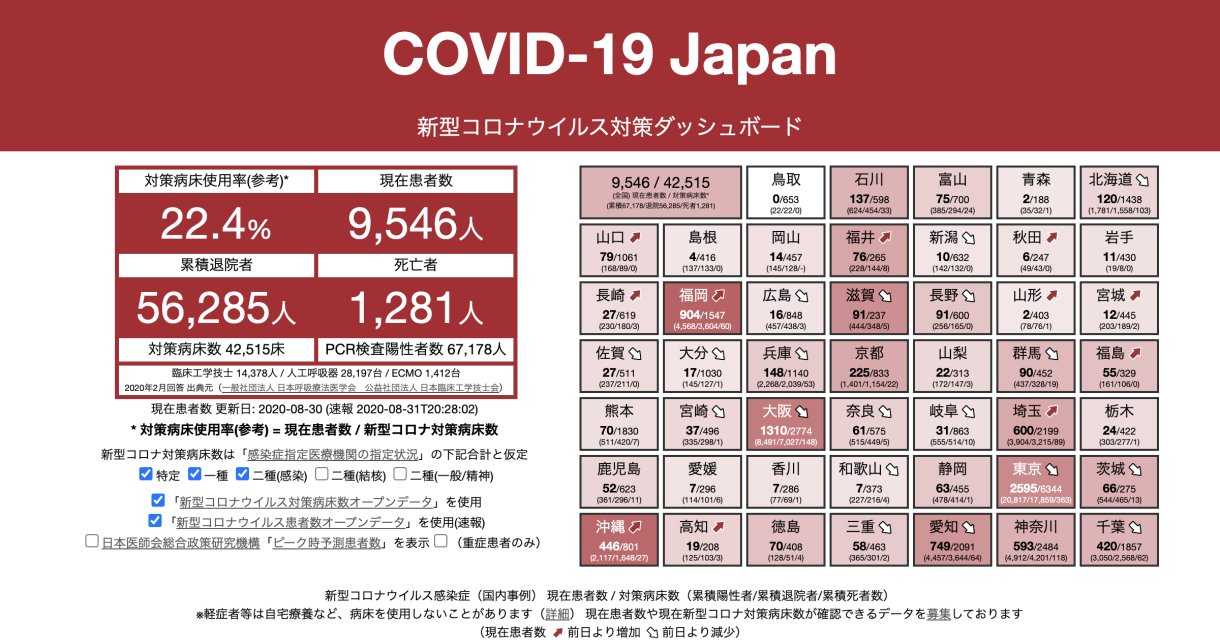 COVID-19 Japan
新型コロナウイルス対策ダッシュボード
対策病床使用率(参考)*
現在患者数
22.4%
9,546人
累積退院者
死亡者
56,285人
1,281人
対策病床数 42,515床
PCR検査陽性者数 67,178人
臨床工学技士 14,378人 / 人工呼吸器 28,197台 / ECMO 1,412台
2020年2月回答 出典元（一般社団法人 日本呼吸療法医学会　公益社団法人 日本臨床工学技士会）
現在患者数 更新日: 2020-08-30 (速報 2020-08-31T20:28:02)
* 対策病床使用率(参考) = 現在患者数 / 新型コロナ対策病床数
新型コロナ対策病床数は「感染症指定医療機関の指定状況」の下記合計と仮定
特定 一種 二種(感染) 二種(結核) 二種(一般/精神)
「新型コロナウイルス対策病床数オープンデータ」を使用
「新型コロナウイルス患者数オープンデータ」を使用(速報)
日本医師会総合政策研究機構「ピーク時予測患者数」を表示 （重症患者のみ）
9,546 / 42,515
(全国) 現在患者数 / 対策病床数*
(累積67,178/退院56,285/死者1,281)
鳥取
0/653
(22/22/0)
石川
137/598
(624/454/33)
富山
75/700
(385/294/24)
青森
2/188
(35/32/1)
北海道
120/1438
(1,781/1,558/103)
山口
79/1061
(168/89/0)
島根
4/416
(137/133/0)
岡山
14/457
(145/128/-)
福井
76/265
(228/144/8)
新潟
10/632
(142/132/0)
秋田
6/247
(49/43/0)
岩手
11/430
(19/8/0)
長崎
27/619
(230/180/3)
福岡
904/1547
(4,568/3,604/60)
広島
16/848
(457/438/3)
滋賀
91/237
(444/348/5)
長野
91/600
(256/165/0)
山形
2/403
(78/76/1)
宮城
12/445
(203/189/2)
佐賀
27/511
(237/211/0)
大分
17/1030
(145/127/1)
兵庫
148/1140
(2,268/2,039/53)
京都
225/833
(1,401/1,154/22)
山梨
22/313
(172/147/3)
群馬
90/452
(437/328/19)
福島
55/329
(161/106/0)
熊本
70/1830
(511/420/7)
宮崎
37/496
(335/298/1)
大阪
1310/2774
(8,491/7,027/148)
奈良
61/575
(515/449/5)
岐阜
31/863
(555/514/10)
埼玉
600/2199
(3,904/3,215/89)
栃木
24/422
(303/277/1)
鹿児島
52/623
(361/296/11)
愛媛
7/296
(114/101/6)
香川
7/286
(77/69/1)
和歌山
7/373
(227/216/4)
静岡
63/455
(478/414/1)
東京
2595/6344
(20,817/17,859/363)
茨城
66/275
(544/465/13)
沖縄
446/801
(2,117/1,648/27)
高知
19/208
(125/103/3)
徳島
70/408
(128/51/4)
三重
58/463
(365/301/2)
愛知
749/2091
(4,457/3,644/64)
神奈川
593/2484
(4,912/4,201/118)
千葉
420/1857
(3,050/2,568/62)
新型コロナウイルス感染症（国内事例） 現在患者数 / 対策病床数（累積陽性者/累積退院者/累積死者数）
※軽症者等は自宅療養など、病床を使用しないことがあります（詳細） 現在患者数や現在新型コロナ対策病床数が確認できるデータを募集しております
（現在患者数 前日より増加 前日より減少）